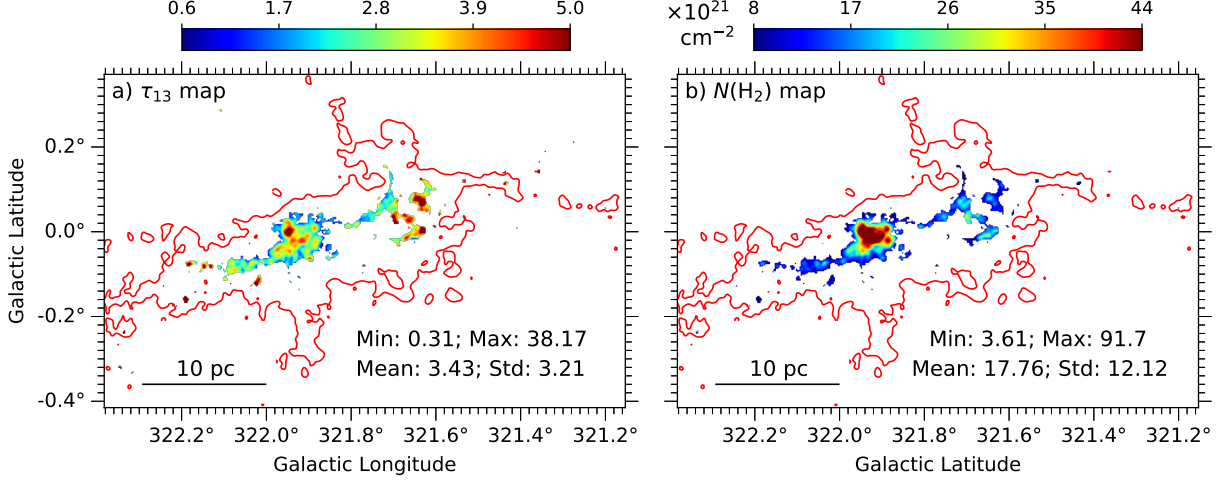 0.6 1.7 2.8 3.9 5.0
×10²¹ cm⁻² 8 17 26 35 44
a) τ₁₃ map
b) N(H₂) map
0.2°
0.0°
-0.2°
-0.4°
Galactic Latitude
Min: 0.31; Max: 38.17
Mean: 3.43; Std: 3.21
10 pc
Min: 3.61; Max: 91.7
Mean: 17.76; Std: 12.12
10 pc
322.2° 322.0° 321.8° 321.6° 321.4° 321.2°
Galactic Longitude
322.2° 322.0° 321.8° 321.6° 321.4° 321.2°
Galactic Latitude